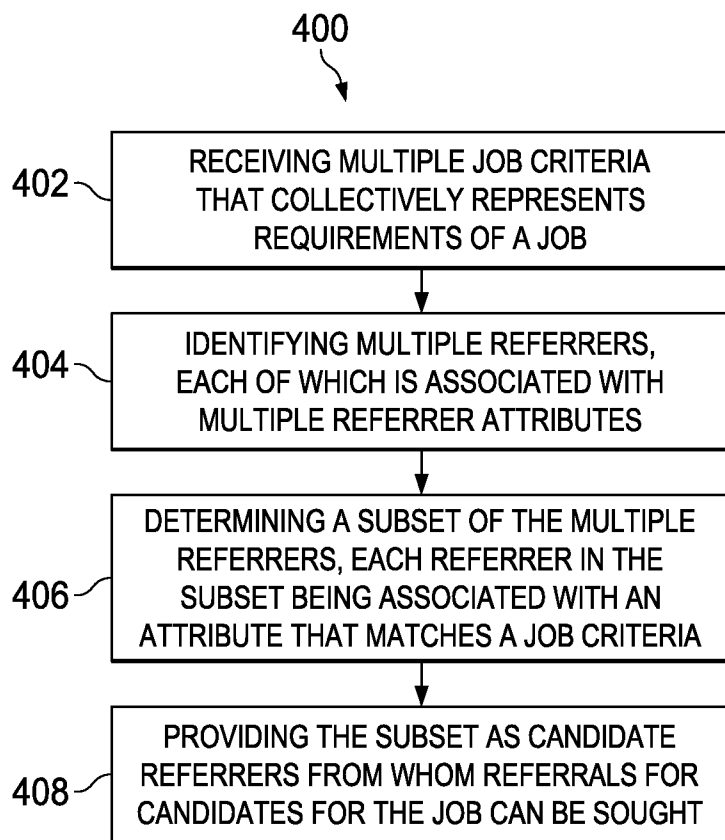 400
402
RECEIVING MULTIPLE JOB CRITERIA
THAT COLLECTIVELY REPRESENTS
REQUIREMENTS OF A JOB
404
IDENTIFYING MULTIPLE REFERRERS,
EACH OF WHICH IS ASSOCIATED WITH
MULTIPLE REFERRER ATTRIBUTES
406
DETERMINING A SUBSET OF THE MULTIPLE
REFERRERS, EACH REFERRER IN THE
SUBSET BEING ASSOCIATED WITH AN
ATTRIBUTE THAT MATCHES A JOB CRITERIA
408
PROVIDING THE SUBSET AS CANDIDATE
REFERRERS FROM WHOM REFERRALS FOR
CANDIDATES FOR THE JOB CAN BE SOUGHT